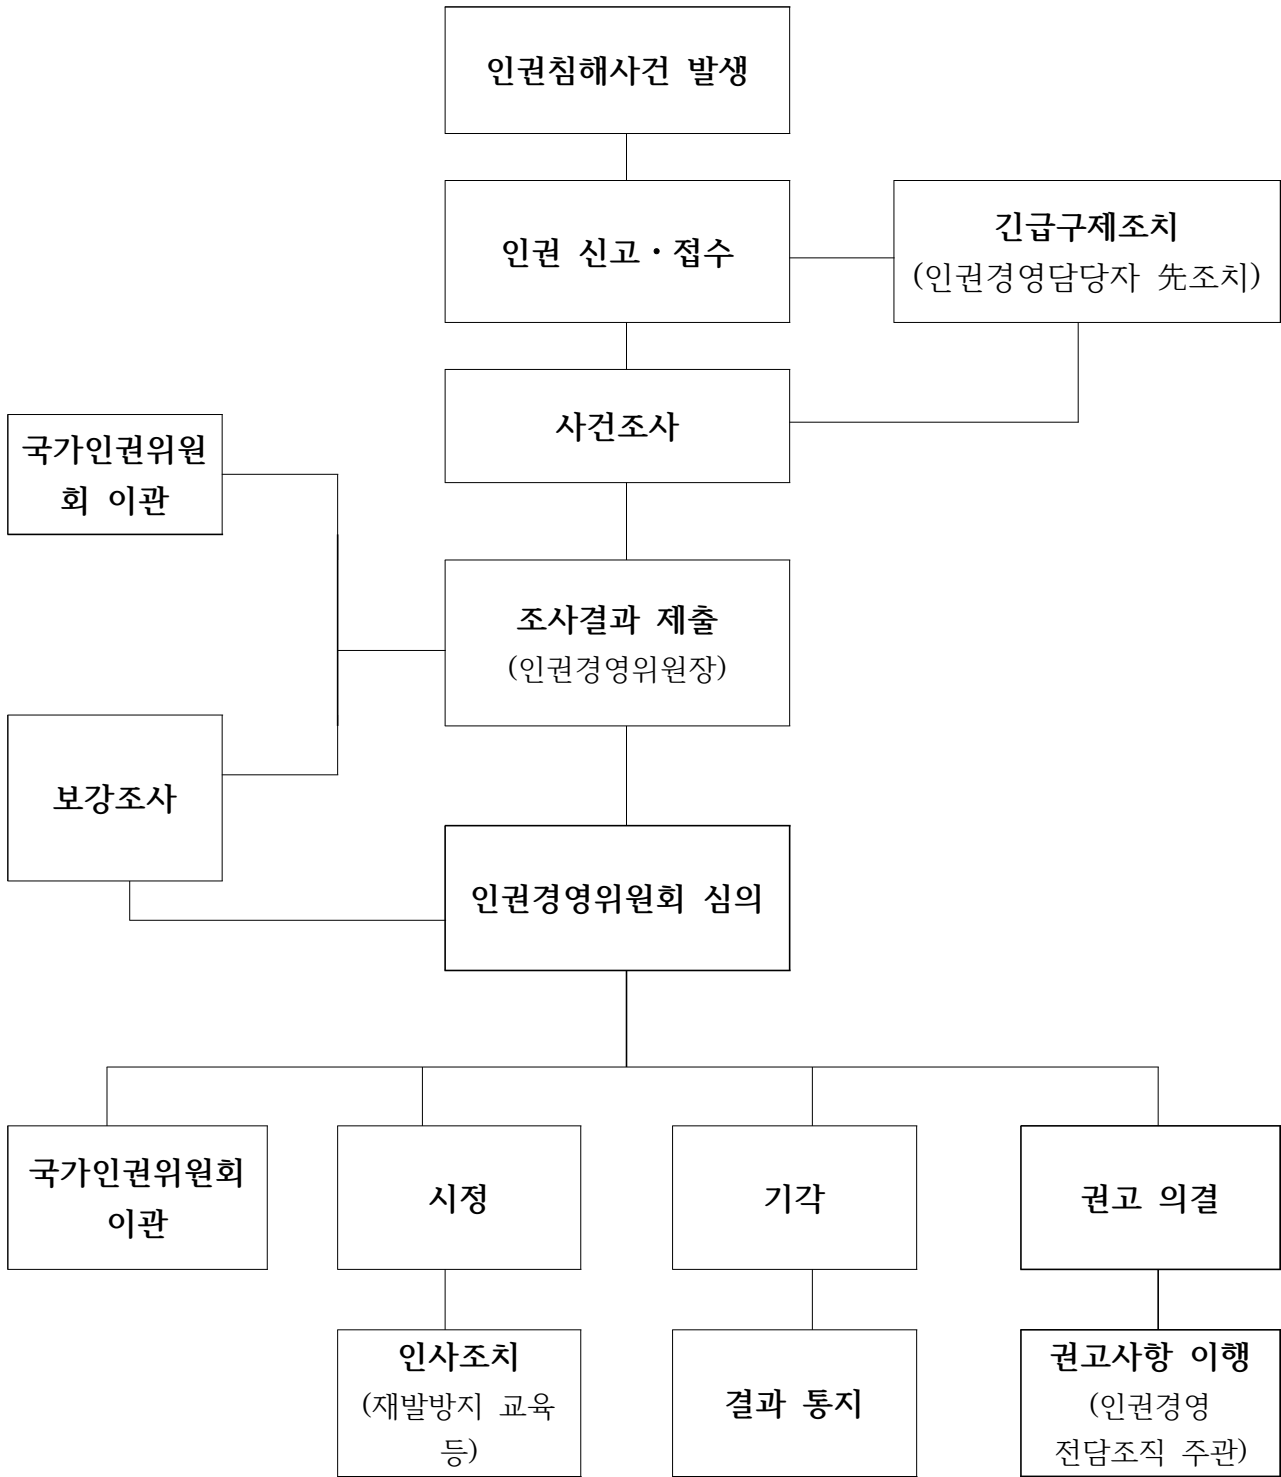 인권침해사건 발생
인권 신고・접수
긴급구제조치
(인권경영담당자 先조치)
사건조사
국가인권위원
회 이관
조사결과 제출
(인권경영위원장)
보강조사
인권경영위원회 심의
국가인권위원회
이관
시정
기각
권고 의결
인사조치
(재발방지 교육
등)
결과 통지
권고사항 이행
(인권경영
전담조직 주관)